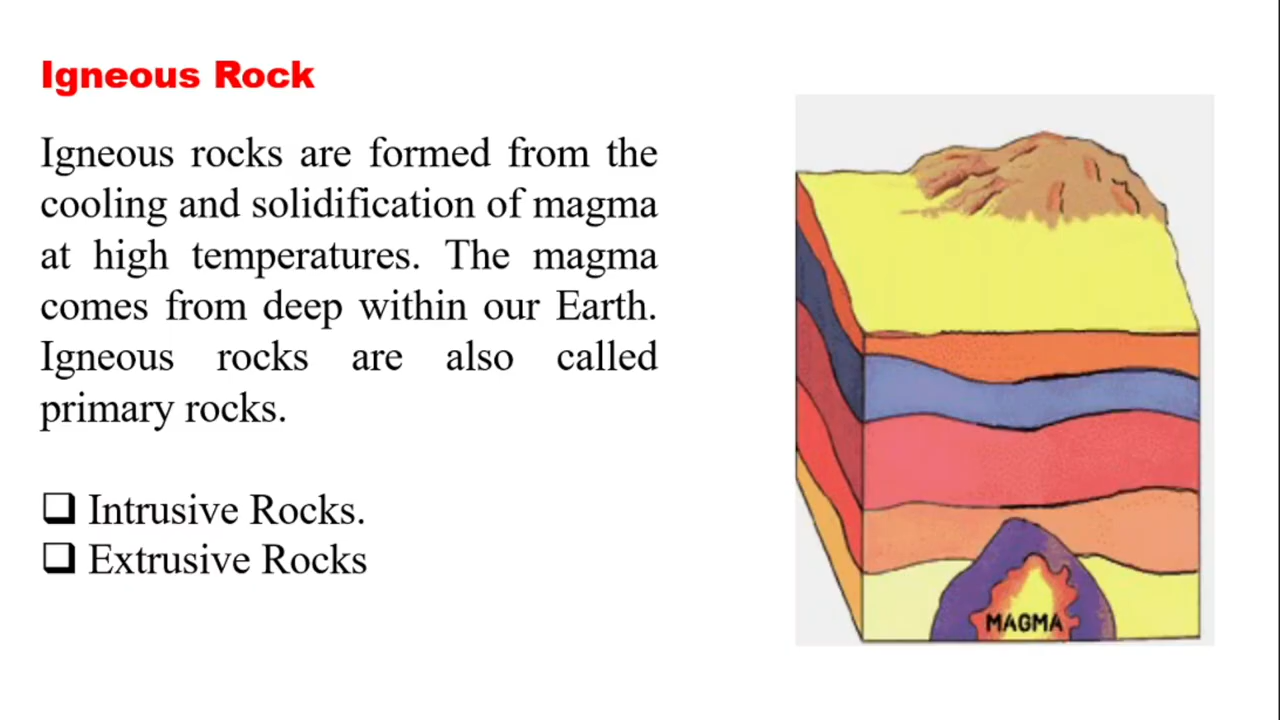 Igneous Rock
Igneous rocks are formed from the
cooling and solidification of magma
at high temperatures. The magma
comes from deep within our Earth.
Igneous rocks are also called
primary rocks.
❑ Intrusive Rocks.
❑ Extrusive Rocks
MAGMA